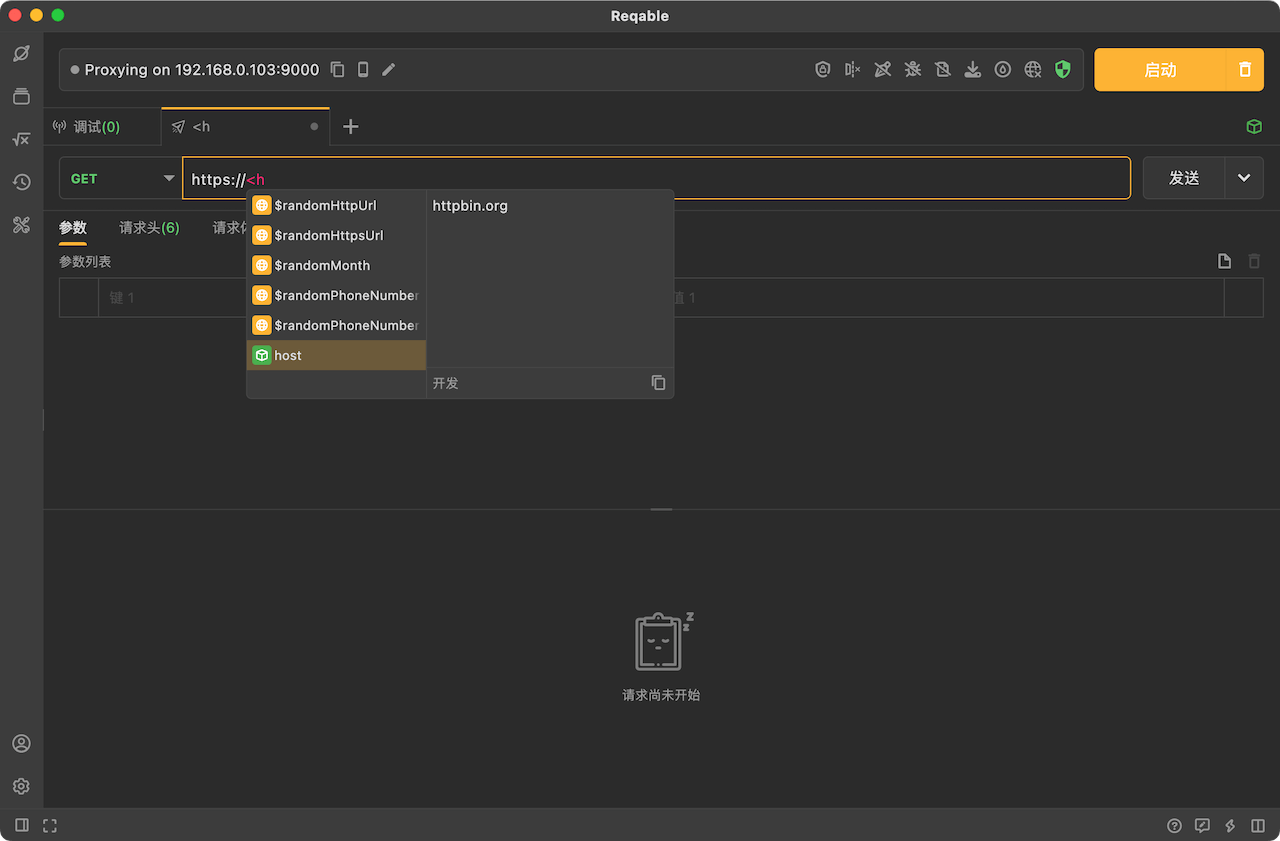 Reqable
Proxying on 192.168.0.103:9000
启动
调试(0)
<h
GET
https://<h
发送
参数
请求头(6)
请求
参数列表
键 1
值 1
$randomHttpUrl
$randomHttpsUrl
$randomMonth
$randomPhoneNumber
$randomPhoneNumber
host
httpbin.org
开发
请求尚未开始